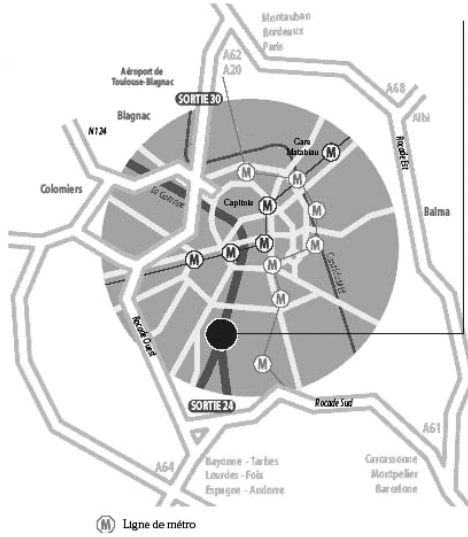 Montauban
Bordeaux
Paris
A62
A20
Aéroport de
Toulouse-Blagnac
SORTIE 30
A68
Albi
Blagnac
N124
Gare
Matabiau
M
Rocade Est
M
M
Colomiers
la Garonne
Capitole
M
M
Balma
M
M
M
M
M
Canal du Midi
M
Rocade Ouest
M
SORTIE 24
Rocade Sud
A61
A64
Bayonne - Tarbes
Lourdes - Foix
Espagne - Andorre
Carcassonne
Montpellier
Barcelone
M Ligne de métro